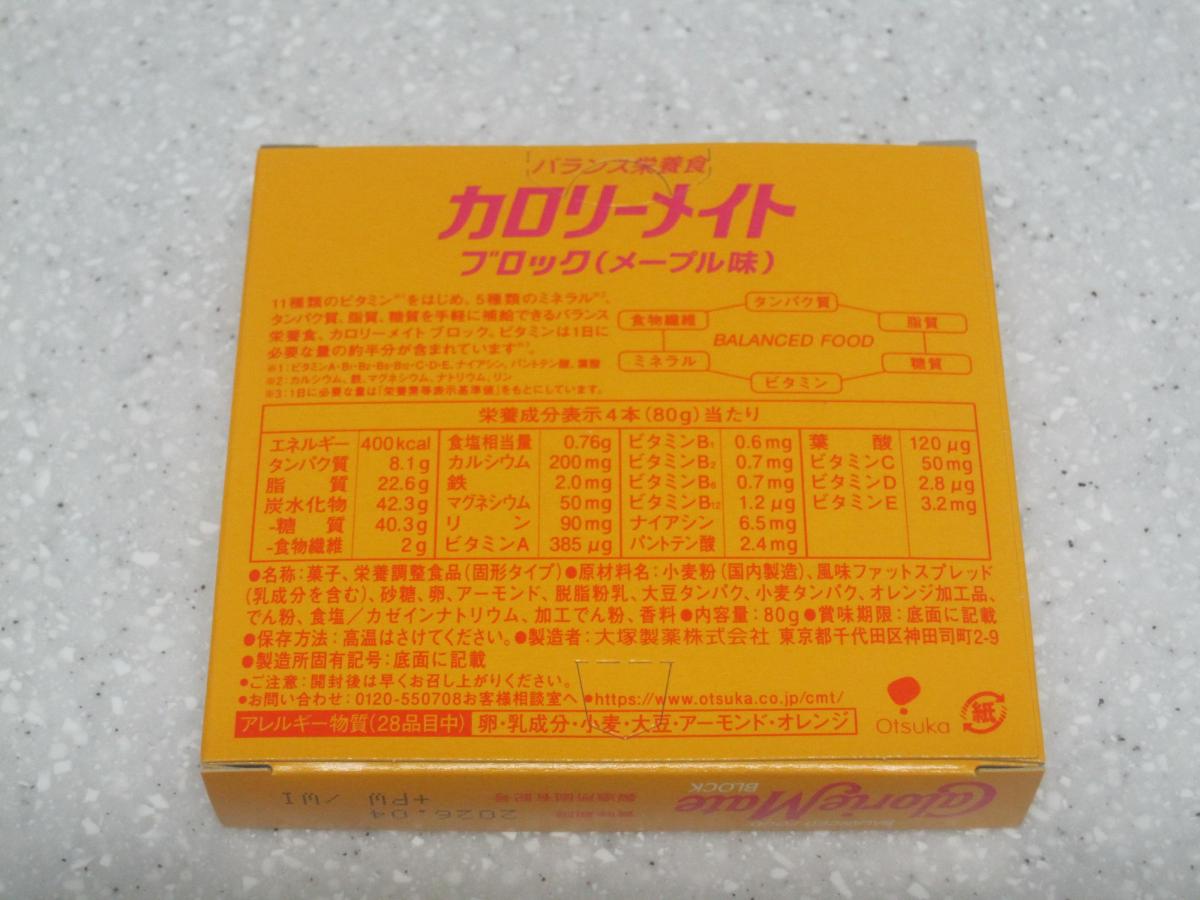 バランス栄養食
カロリーメイト
ブロック(メープル味)
11種類のビタミン※1をはじめ、5種類のミネラル※2、
タンパク質、脂質、糖質を手軽に補給できるバランス
栄養食、カロリーメイト ブロック。ビタミンは1日に
必要な量の約半分が含まれています※3。
※1:ビタミンA・B1・B2・B6・B12・C・D・E、ナイアシン、パントテン酸、葉酸
※2:カルシウム、鉄、マグネシウム、ナトリウム、リン
※3:1日に必要な量は「栄養素等表示基準値」をもとにしています。
タンパク質
食物繊維 脂質
BALANCED FOOD
ミネラル 糖質
ビタミン
栄養成分表示4本(80g)当たり
エネルギー 400kcal 食塩相当量 0.76g ビタミンB1 0.6mg 葉酸 120μg
タンパク質 8.1g カルシウム 200mg ビタミンB2 0.7mg ビタミンC 50mg
脂質 22.6g 鉄 2.0mg ビタミンB6 0.7mg ビタミンD 2.8μg
炭水化物 42.3g マグネシウム 50mg ビタミンB12 1.2μg ビタミンE 3.2mg
-糖質 40.3g リン 90mg ナイアシン 6.5mg
-食物繊維 2g ビタミンA 385μg パントテン酸 2.4mg
●名称:菓子、栄養調整食品(固形タイプ)●原材料名:小麦粉(国内製造)、風味ファットスプレッド
(乳成分を含む)、砂糖、卵、アーモンド、脱脂粉乳、大豆タンパク、小麦タンパク、オレンジ加工品、
でん粉、食塩/カゼインナトリウム、加工でん粉、香料●内容量:80g●賞味期限:底面に記載
●保存方法:高温はさけてください。●製造者:大塚製薬株式会社 東京都千代田区神田司町2-9
●製造所固有記号:底面に記載
●ご注意:開封後は早くお召し上がりください。
●お問い合わせ:0120-550708お客様相談室へ ●https://www.otsuka.co.jp/cmt/
アレルギー物質(28品目中) 卵・乳成分・小麦・大豆・アーモンド・オレンジ
Otsuka
紙
BALANCED FOOD
CalorieMate
BLOCK
賞味期限 2026.04
製造所固有記号 +PW /WI